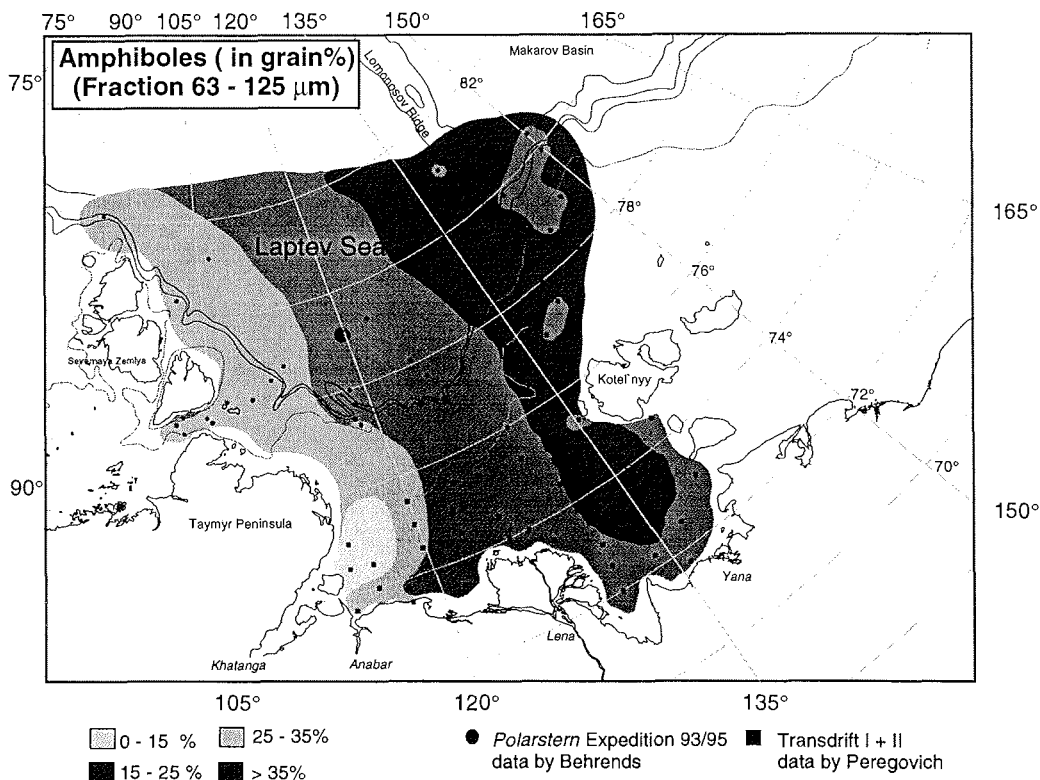 75° 90° 105° 120° 135° 150° 165°
Amphiboles ( in grain%)
(Fraction 63 - 125 µm)
Makarov Basin
Lomonosov Ridge
82°
75°
78°
165°
Laptev Sea
76°
Severnaya Zemlya
Kotel'nyy
74°
72°
70°
90°
Taymyr Peninsula
150°
Yana
Lena
Khatanga
Anabar
105° 120° 135°
0 - 15 % 25 - 35%
15 - 25 % > 35%
Polarstern Expedition 93/95
data by Behrends
Transdrift I + II
data by Peregovich